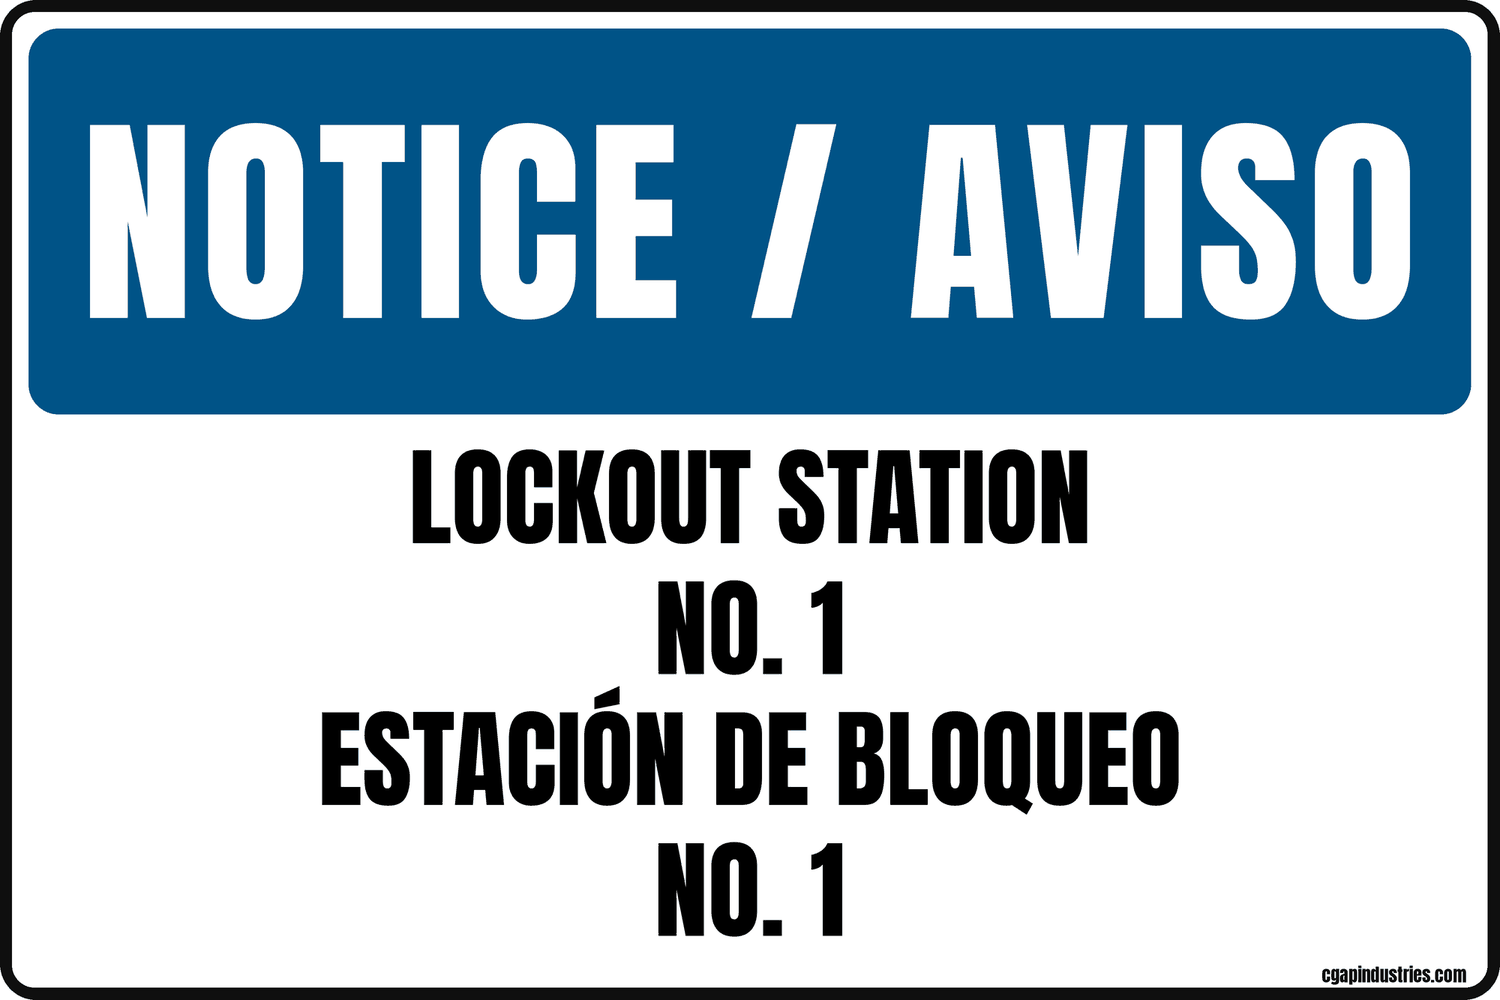 NOTICE / AVISO
LOCKOUT STATION
NO. 1
ESTACIÓN DE BLOQUEO
NO. 1
cgapindustries.com